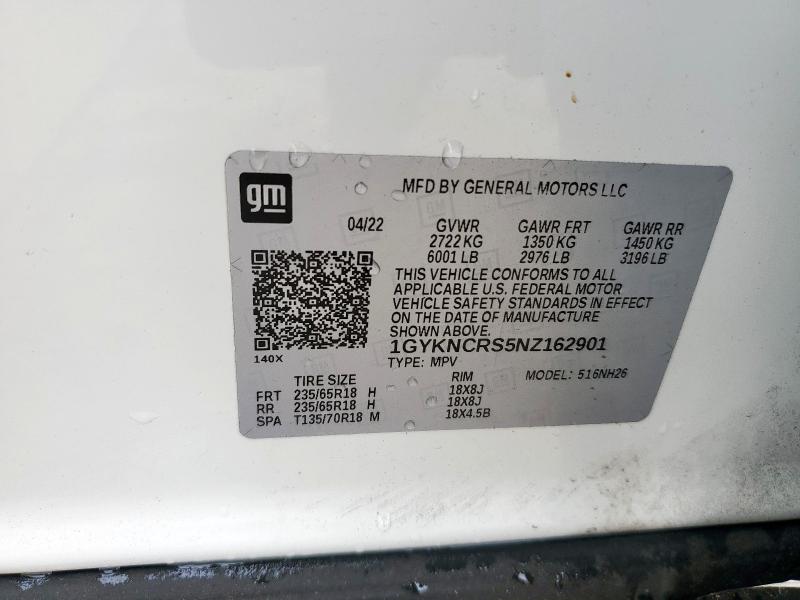 gm
MFD BY GENERAL MOTORS LLC
04/22 GVWR GAWR FRT GAWR RR
2722 KG 1350 KG 1450 KG
6001 LB 2976 LB 3196 LB
THIS VEHICLE CONFORMS TO ALL
APPLICABLE U.S. FEDERAL MOTOR
VEHICLE SAFETY STANDARDS IN EFFECT
ON THE DATE OF MANUFACTURE
SHOWN ABOVE.
140X
1GYKNCRS5NZ162901
TYPE: MPV
TIRE SIZE RIM MODEL: 516NH26
FRT 235/65R18 H 18X8J
RR 235/65R18 H 18X8J
SPA T135/70R18 M 18X4.5B